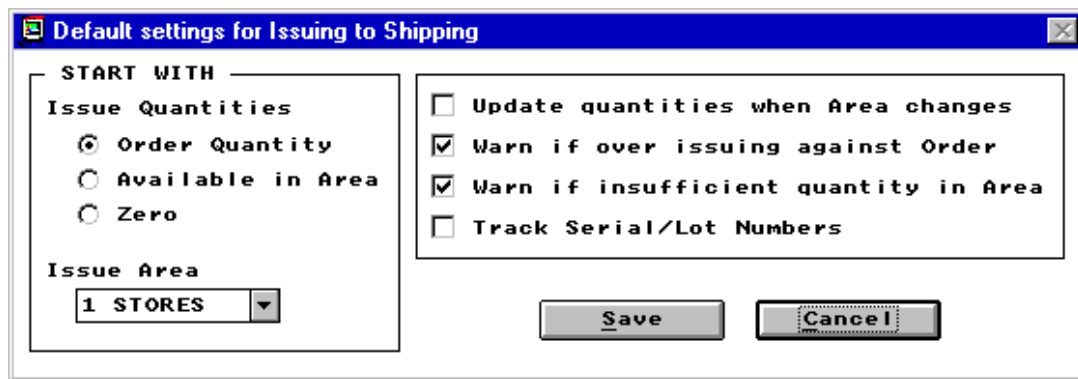 Default settings for Issuing to Shipping
START WITH
Issue Quantities
Order Quantity
Available in Area
Zero
Issue Area
1 STORES
Update quantities when Area changes
Warn if over issuing against Order
Warn if insufficient quantity in Area
Track Serial/Lot Numbers
Save
Cancel